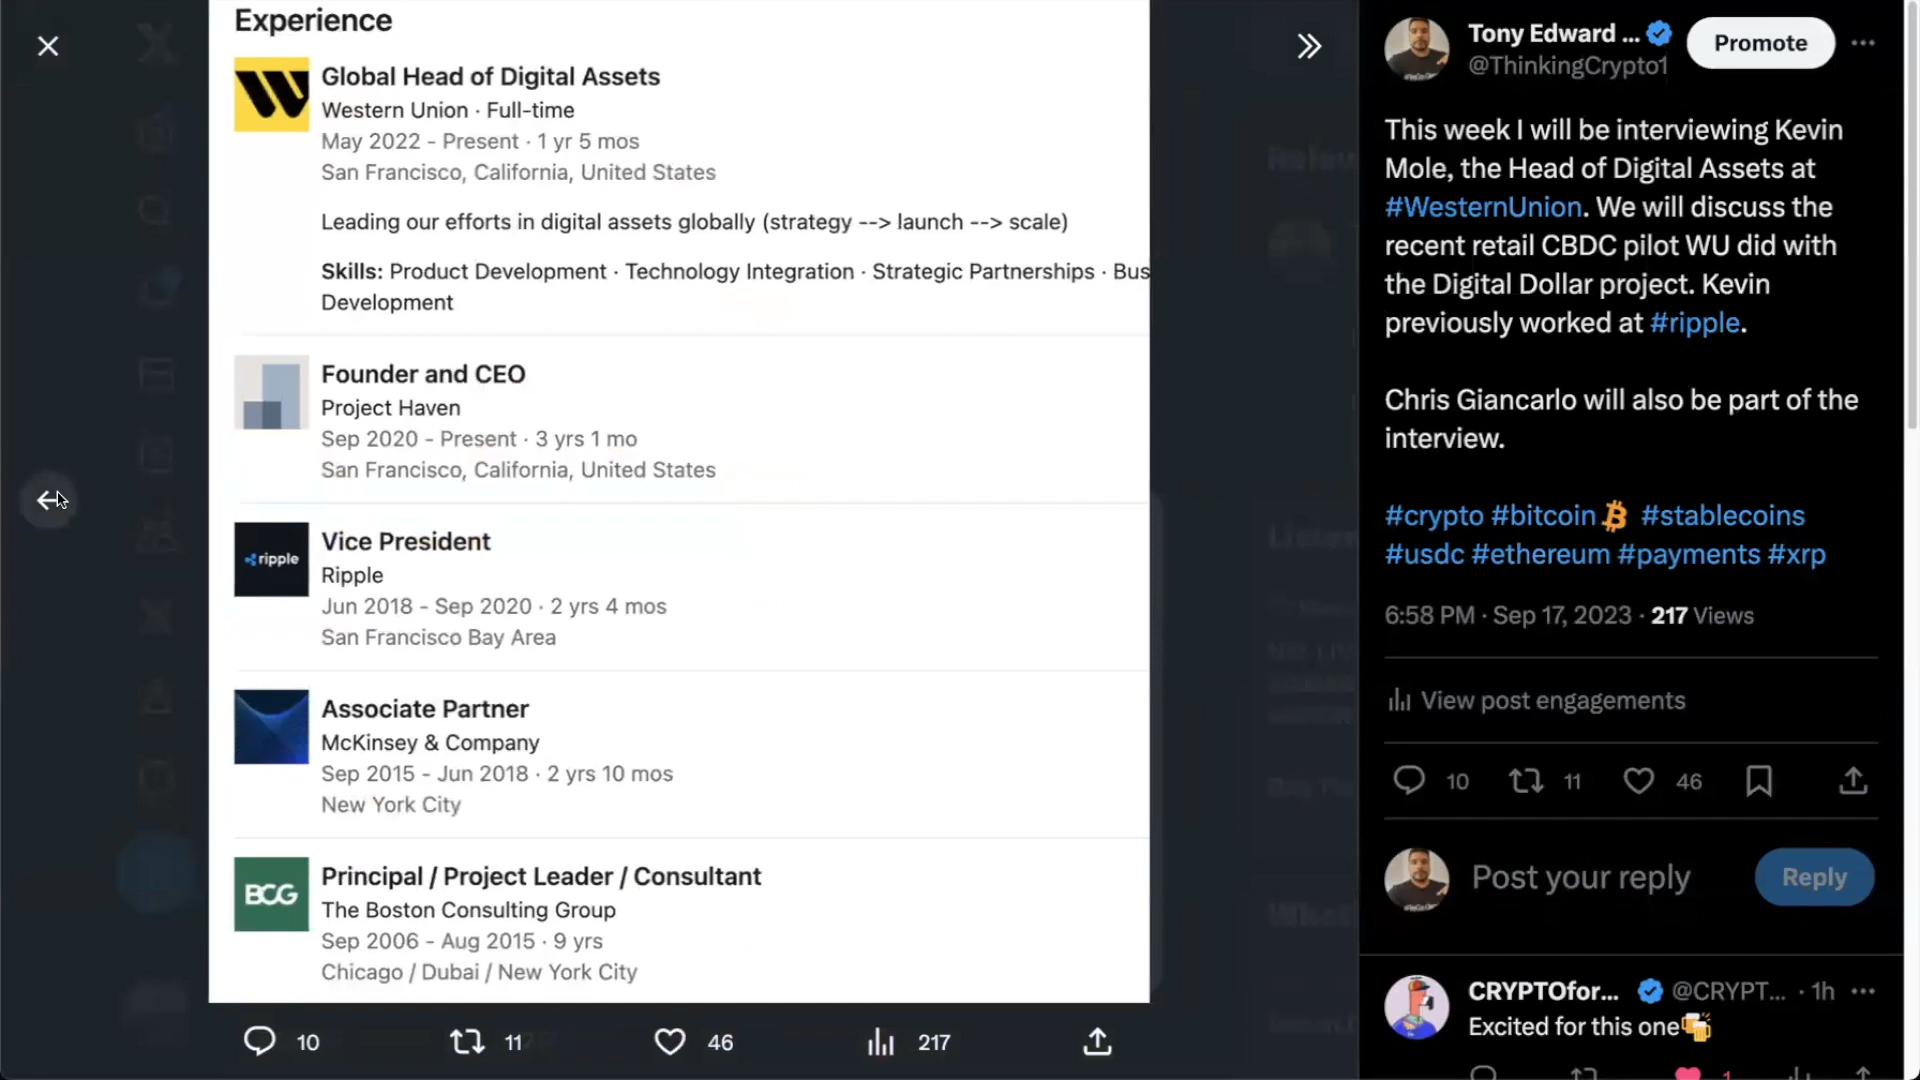 Experience
Global Head of Digital Assets
Western Union · Full-time
May 2022 - Present · 1 yr 5 mos
San Francisco, California, United States
Leading our efforts in digital assets globally (strategy --> launch --> scale)
Skills: Product Development · Technology Integration · Strategic Partnerships · Bus
Development
Founder and CEO
Project Haven
Sep 2020 - Present · 3 yrs 1 mo
San Francisco, California, United States
ripple
Vice President
Ripple
Jun 2018 - Sep 2020 · 2 yrs 4 mos
San Francisco Bay Area
Associate Partner
McKinsey & Company
Sep 2015 - Jun 2018 · 2 yrs 10 mos
New York City
BCG
Principal / Project Leader / Consultant
The Boston Consulting Group
Sep 2006 - Aug 2015 · 9 yrs
Chicago / Dubai / New York City
10 11 46 217
Tony Edward ...
@ThinkingCrypto1
Promote
This week I will be interviewing Kevin
Mole, the Head of Digital Assets at
#WesternUnion. We will discuss the
recent retail CBDC pilot WU did with
the Digital Dollar project. Kevin
previously worked at #ripple.
Chris Giancarlo will also be part of the
interview.
#crypto #bitcoin #stablecoins
#usdc #ethereum #payments #xrp
6:58 PM · Sep 17, 2023 · 217 Views
View post engagements
10 11 46
Post your reply
Reply
CRYPTOfor... @CRYPT... · 1h
Excited for this one🍻
1